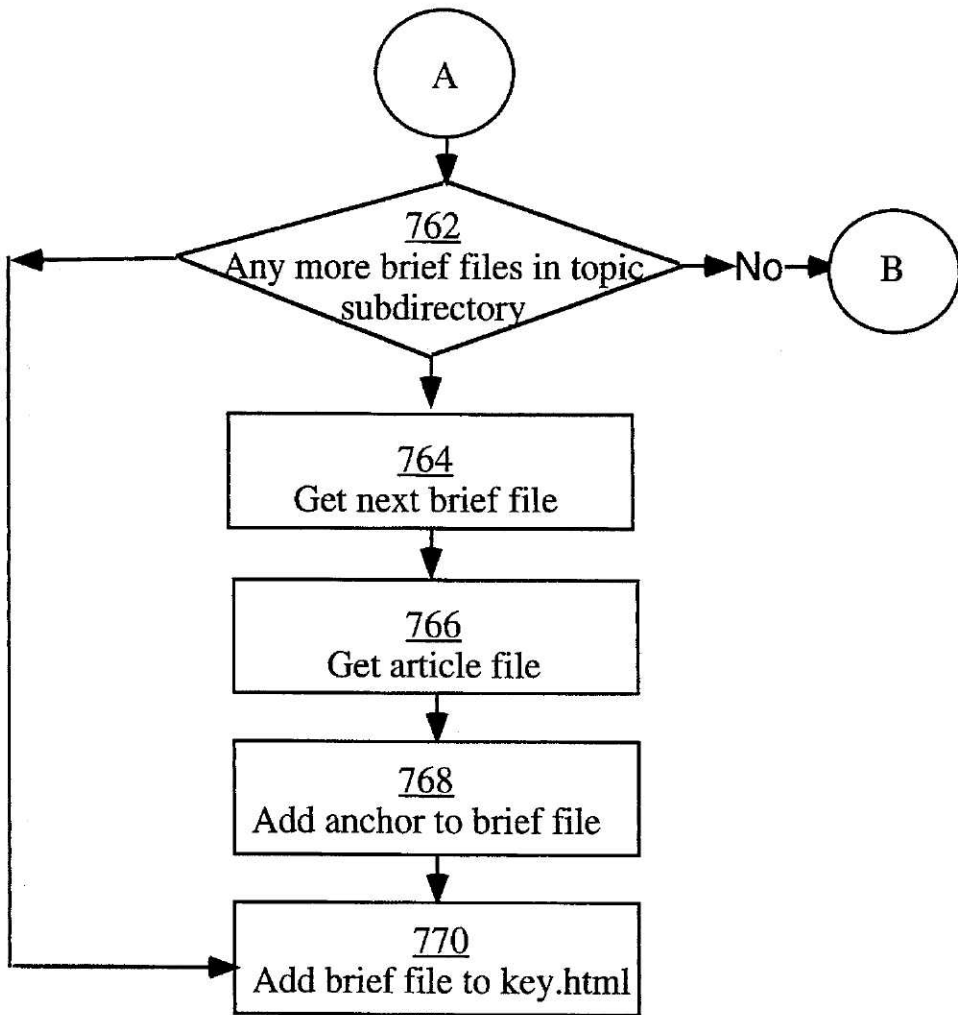 A
762
Any more brief files in topic
subdirectory
No
B
764
Get next brief file
766
Get article file
768
Add anchor to brief file
770
Add brief file to key.html